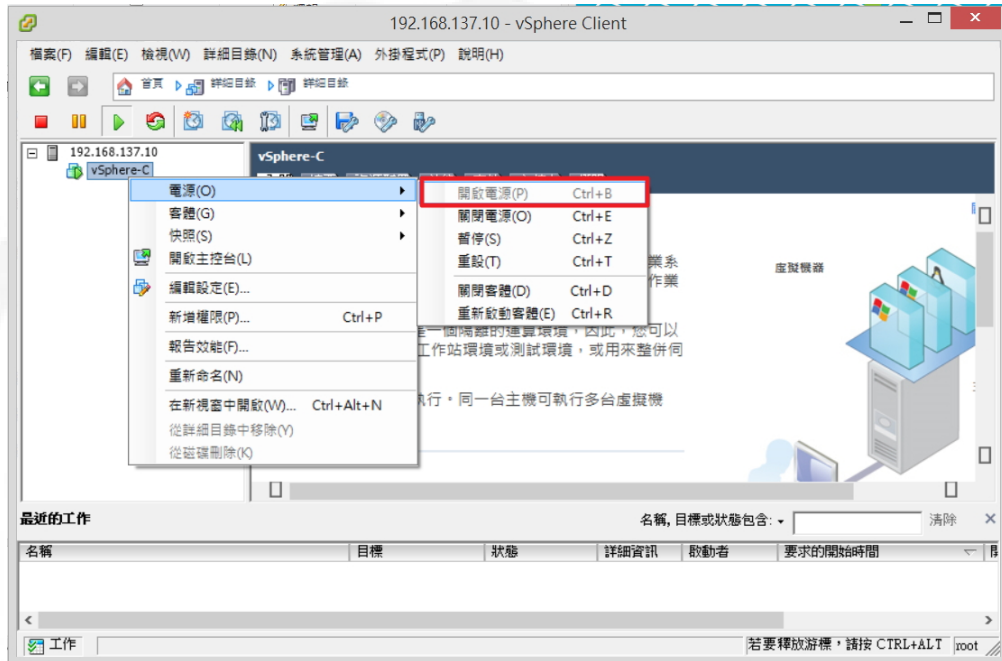 192.168.137.10 - vSphere Client
檔案(F) 編輯(E) 檢視(W) 詳細目錄(N) 系統管理(A) 外掛程式(P) 說明(H)
首頁 詳細目錄 詳細目錄
192.168.137.10
vSphere-C
vSphere-C
電源(O)
客體(G)
快照(S)
開啟主控台(L)
編輯設定(E)...
新增權限(P)... Ctrl+P
報告效能(F)...
重新命名(N)
在新視窗中開啟(W)... Ctrl+Alt+N
從詳細目錄中移除(Y)
從磁碟刪除(K)
開啟電源(P) Ctrl+B
關閉電源(O) Ctrl+E
暫停(S) Ctrl+Z
重設(T) Ctrl+T
關閉客體(D) Ctrl+D
重新啟動客體(E) Ctrl+R
業系
作業
是一個隔離的運算環境，因此，您可以
工作站環境或測試環境，或用來整併伺
執行。同一台主機可執行多台虛擬機
虛擬機器
最近的工作
名稱, 目標或狀態包含:
清除
名稱 目標 狀態 詳細資訊 啟動者 要求的開始時間
工作
若要釋放游標，請按 CTRL+ALT
root